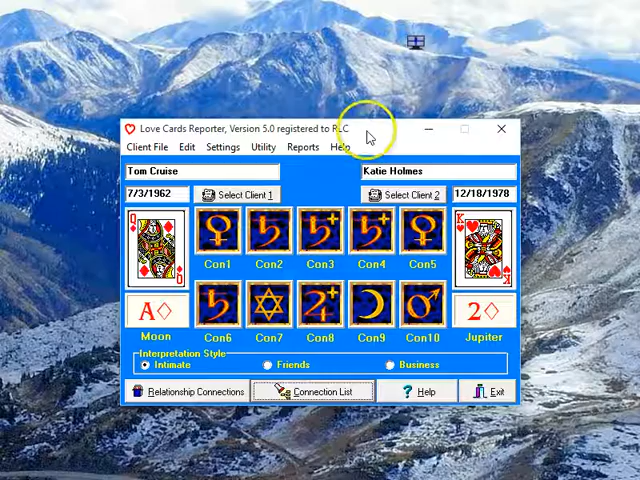 Love Cards Reporter, Version 5.0 registered to RLC
Client File Edit Settings Utility Reports Help
Tom Cruise Katie Holmes
7/3/1962 Select Client 1 Select Client 2 12/18/1978
Q K
Con1 Con2 Con3 Con4 Con5
Q K
A♢ 2♢
Moon Con6 Con7 Con8 Con9 Con10 Jupiter
Interpretation Style
Intimate Friends Business
Relationship Connections Connection List Help Exit